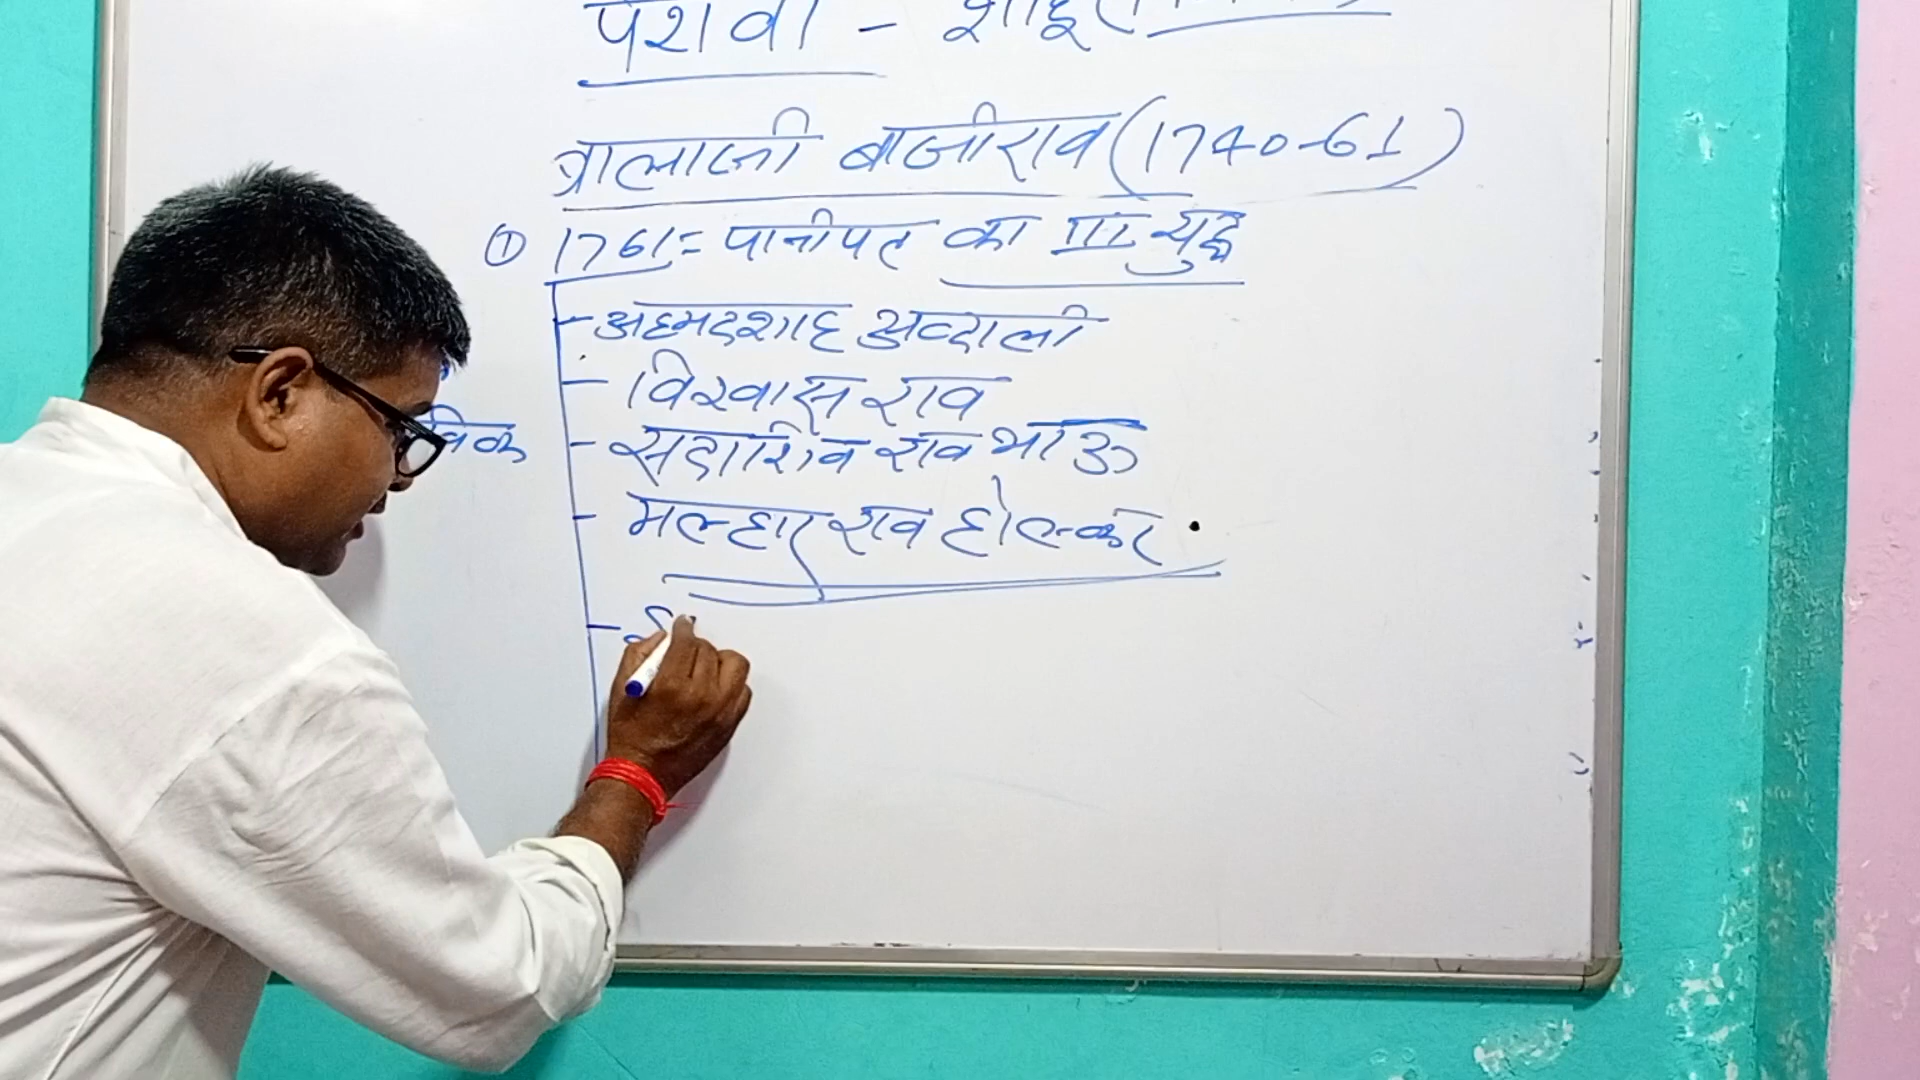 पेशवा - शाहू
बालाजी बाजीराव (1740-61)
① 1761 = पानीपत का III युद्ध
- अहमदशाह अब्दाली
- विश्वास राव
- सदाशिव राव भाऊ
- मल्हार राव होल्कर